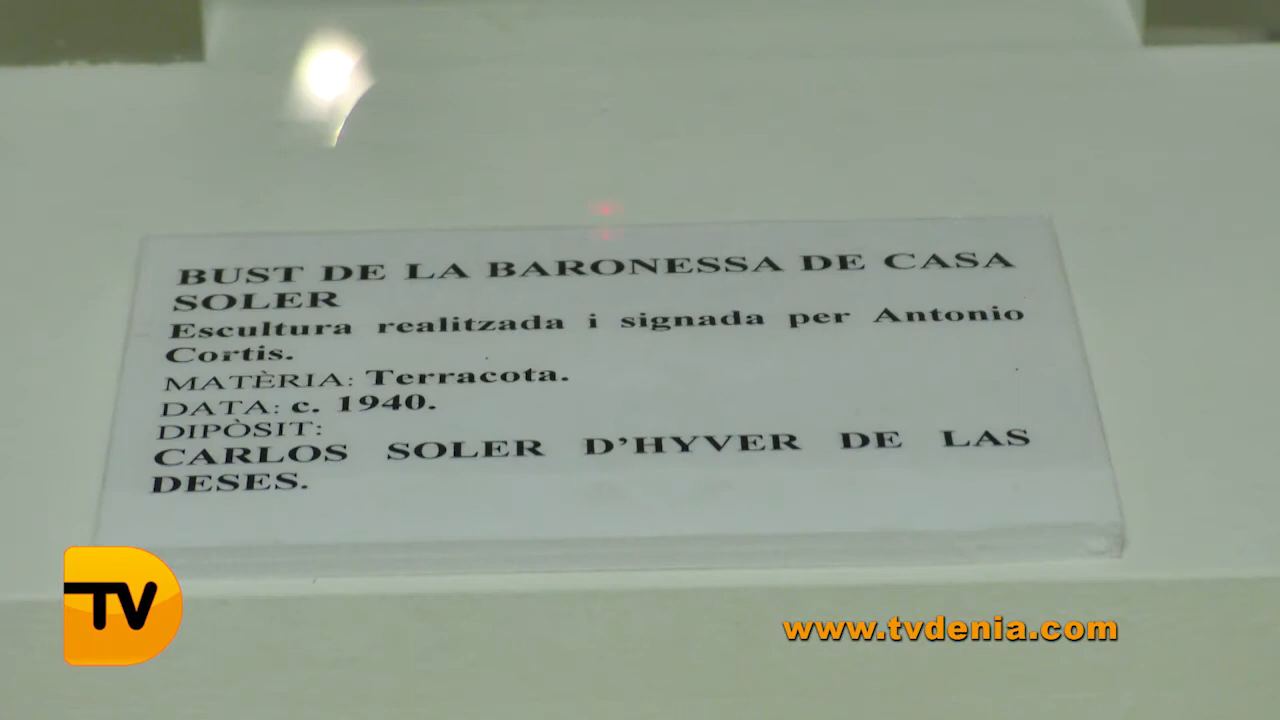 BUST DE LA BARONESSA DE CASA
SOLER
Escultura realitzada i signada per Antonio
Cortis.
MATÈRIA: Terracota.
DATA: c. 1940.
DIPÒSIT:
CARLOS SOLER D'HYVER DE LAS
DESES.
TV
www.tvdenia.com